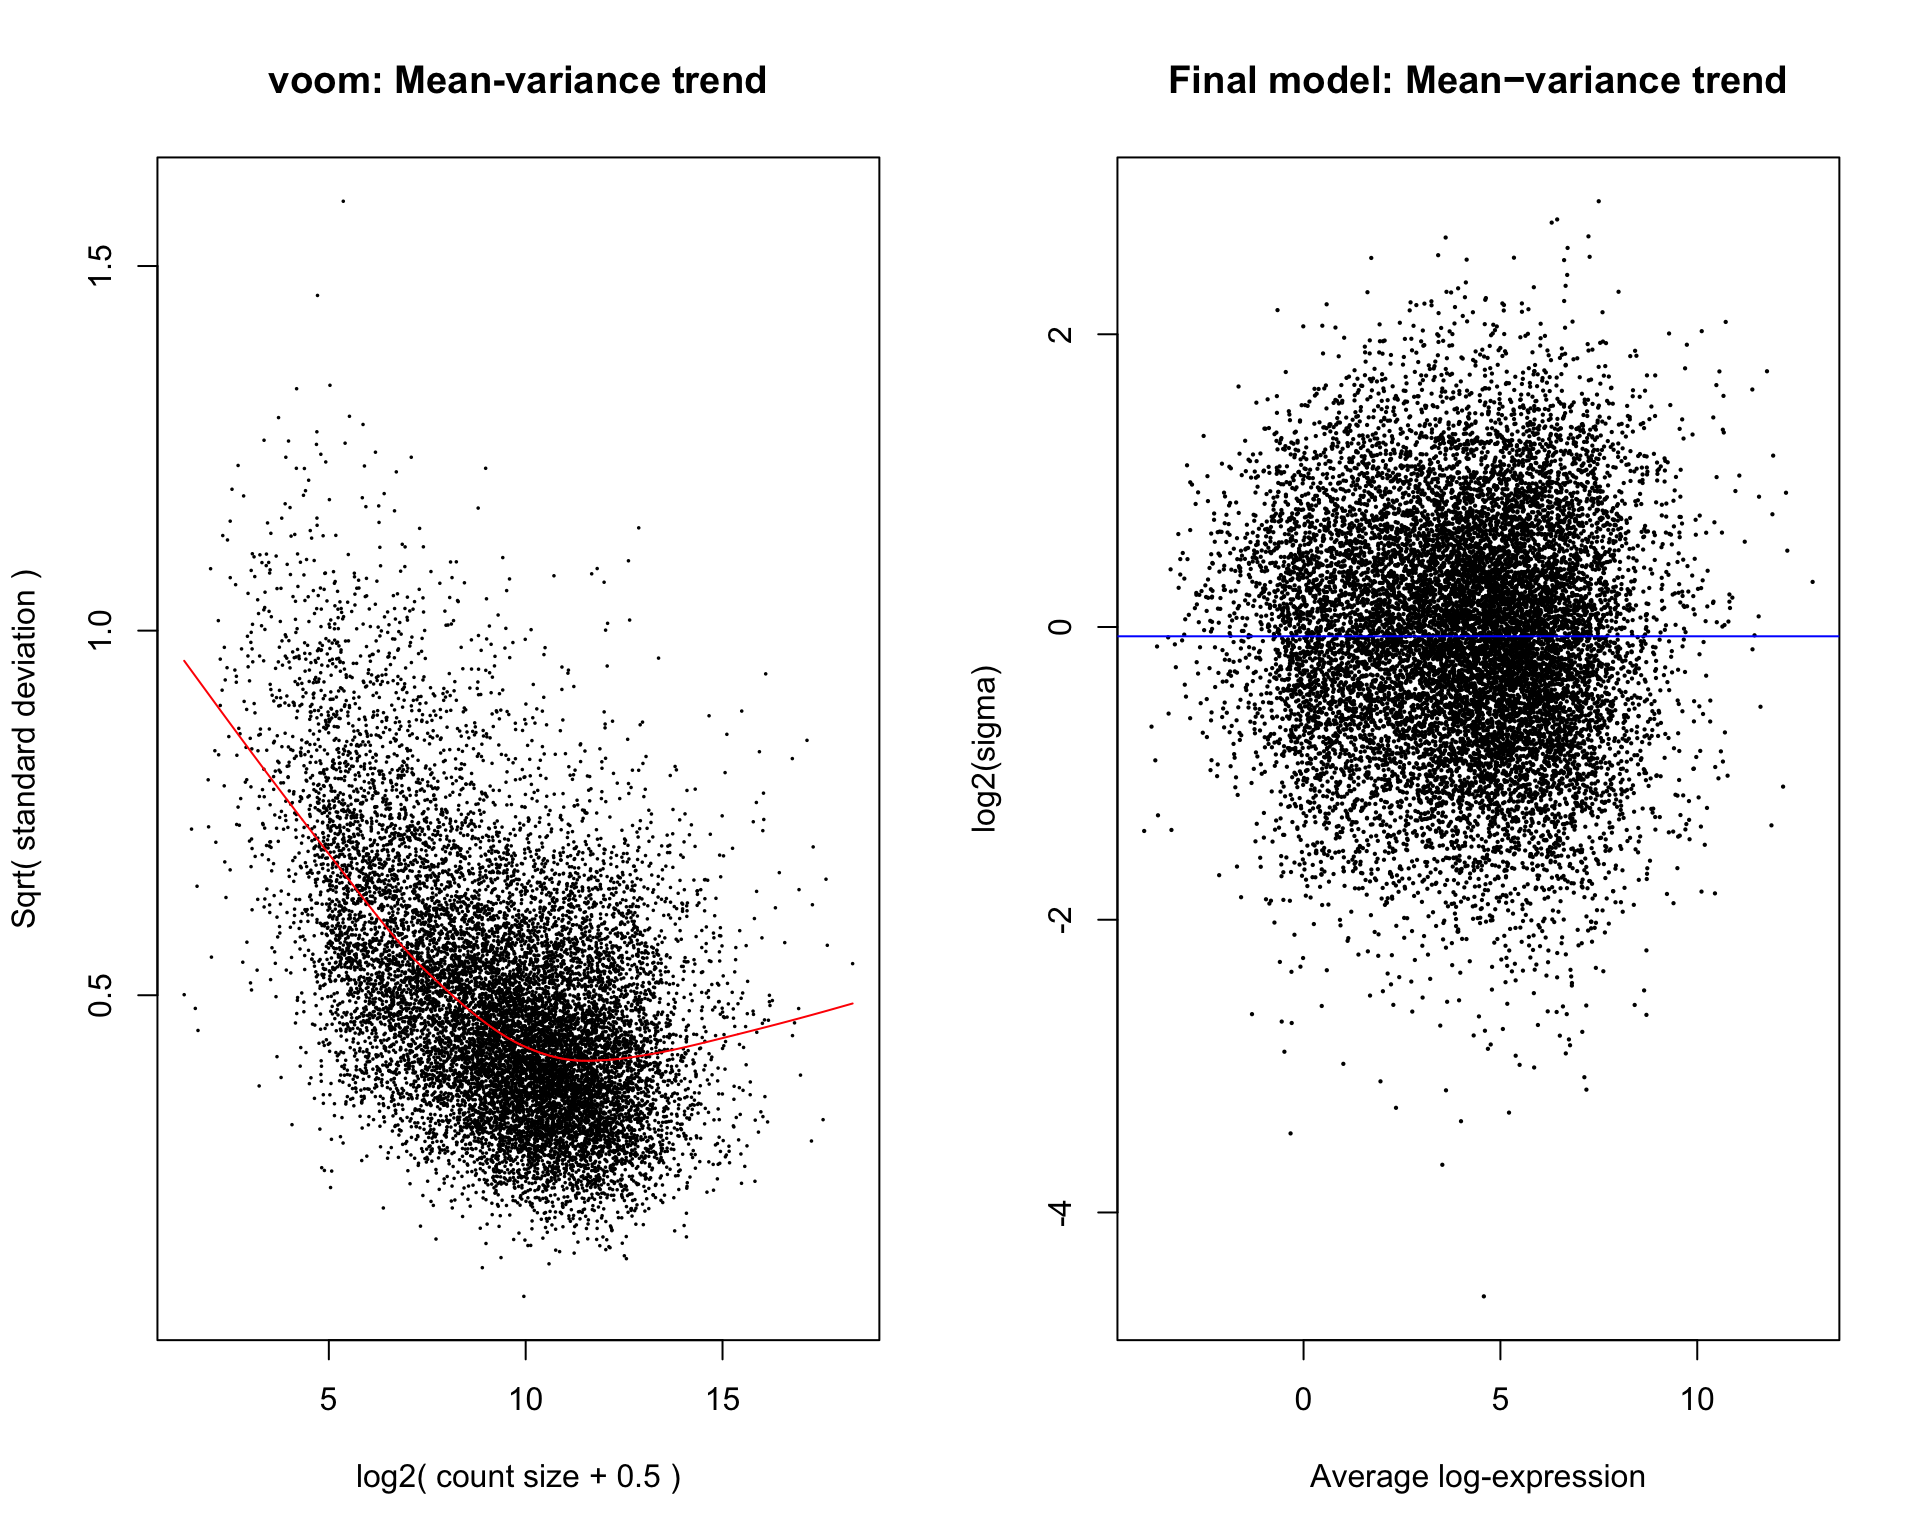 voom: Mean-variance trend
Sqrt( standard deviation )
1.5
1.0
0.5
5
10
15
log2( count size + 0.5 )
Final model: Mean−variance trend
log2(sigma)
2
0
-2
-4
0
5
10
Average log-expression